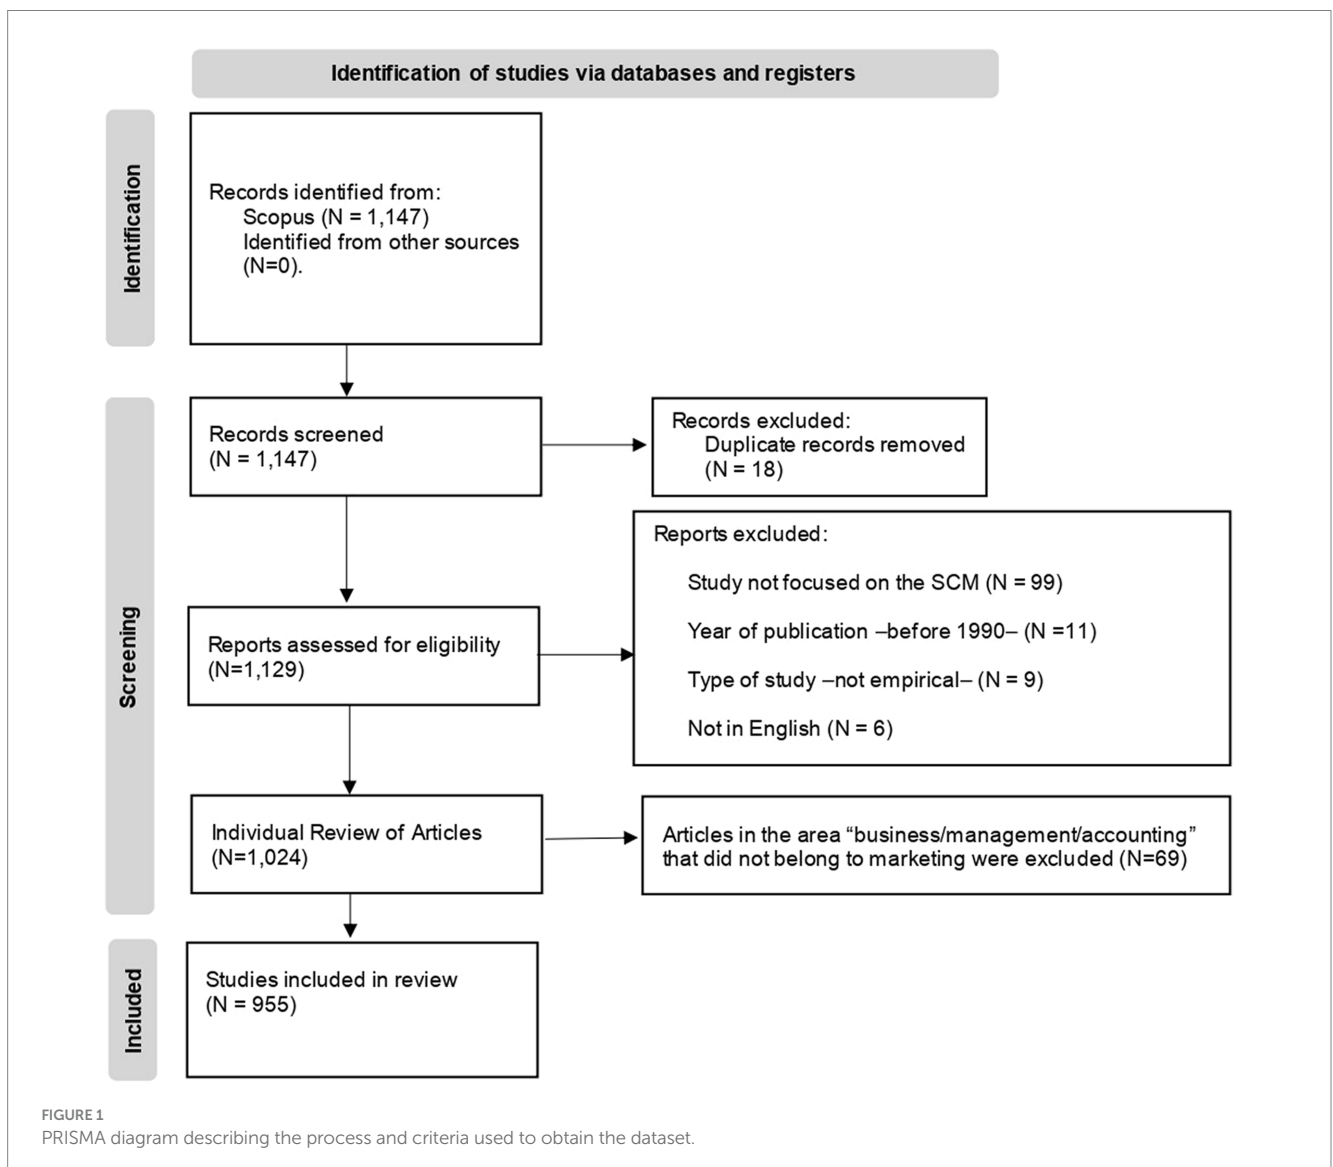 Identification of studies via databases and registers
Identification
Records identified from:
Scopus (N = 1,147)
Identified from other sources
(N=0).
Screening
Records screened
(N = 1,147)
Records excluded:
Duplicate records removed
(N = 18)
Reports assessed for eligibility
(N=1,129)
Reports excluded:
Study not focused on the SCM (N = 99)
Year of publication –before 1990– (N =11)
Type of study –not empirical– (N = 9)
Not in English (N = 6)
Individual Review of Articles
(N=1,024)
Articles in the area “business/management/accounting”
that did not belong to marketing were excluded (N=69)
Included
Studies included in review
(N = 955)
FIGURE 1
PRISMA diagram describing the process and criteria used to obtain the dataset.